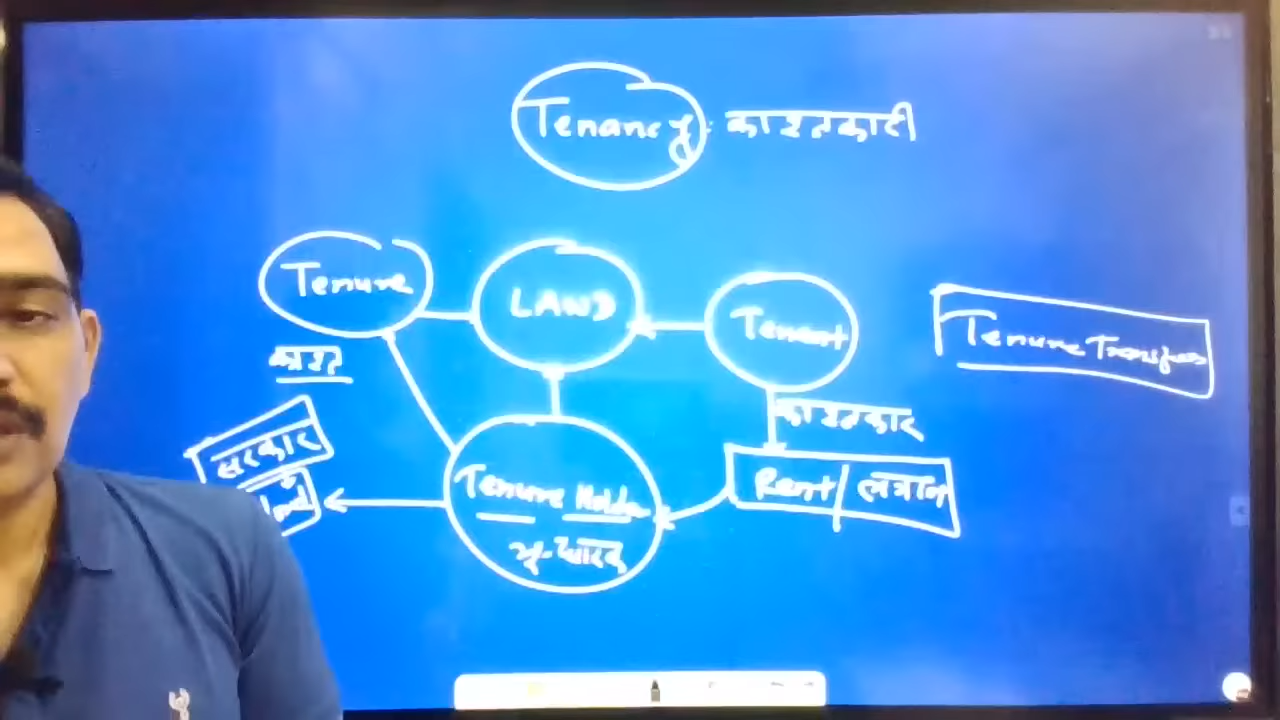 Tenancy : काश्तकारी
Tenure
LAND
Tenant
Tenure Transfer
काश्त
काश्तकार
सरकार
Tenure Holder
Rent / लगान
भू-धारक